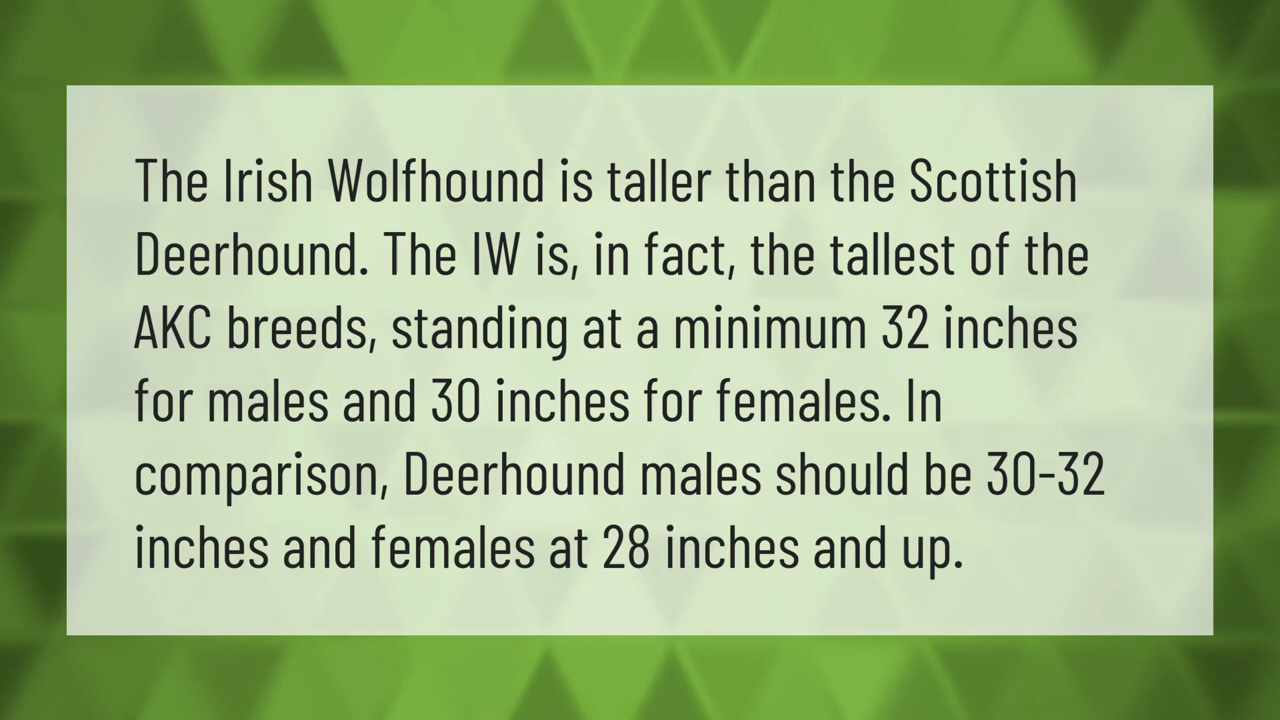 The Irish Wolfhound is taller than the Scottish
Deerhound. The IW is, in fact, the tallest of the
AKC breeds, standing at a minimum 32 inches
for males and 30 inches for females. In
comparison, Deerhound males should be 30-32
inches and females at 28 inches and up.